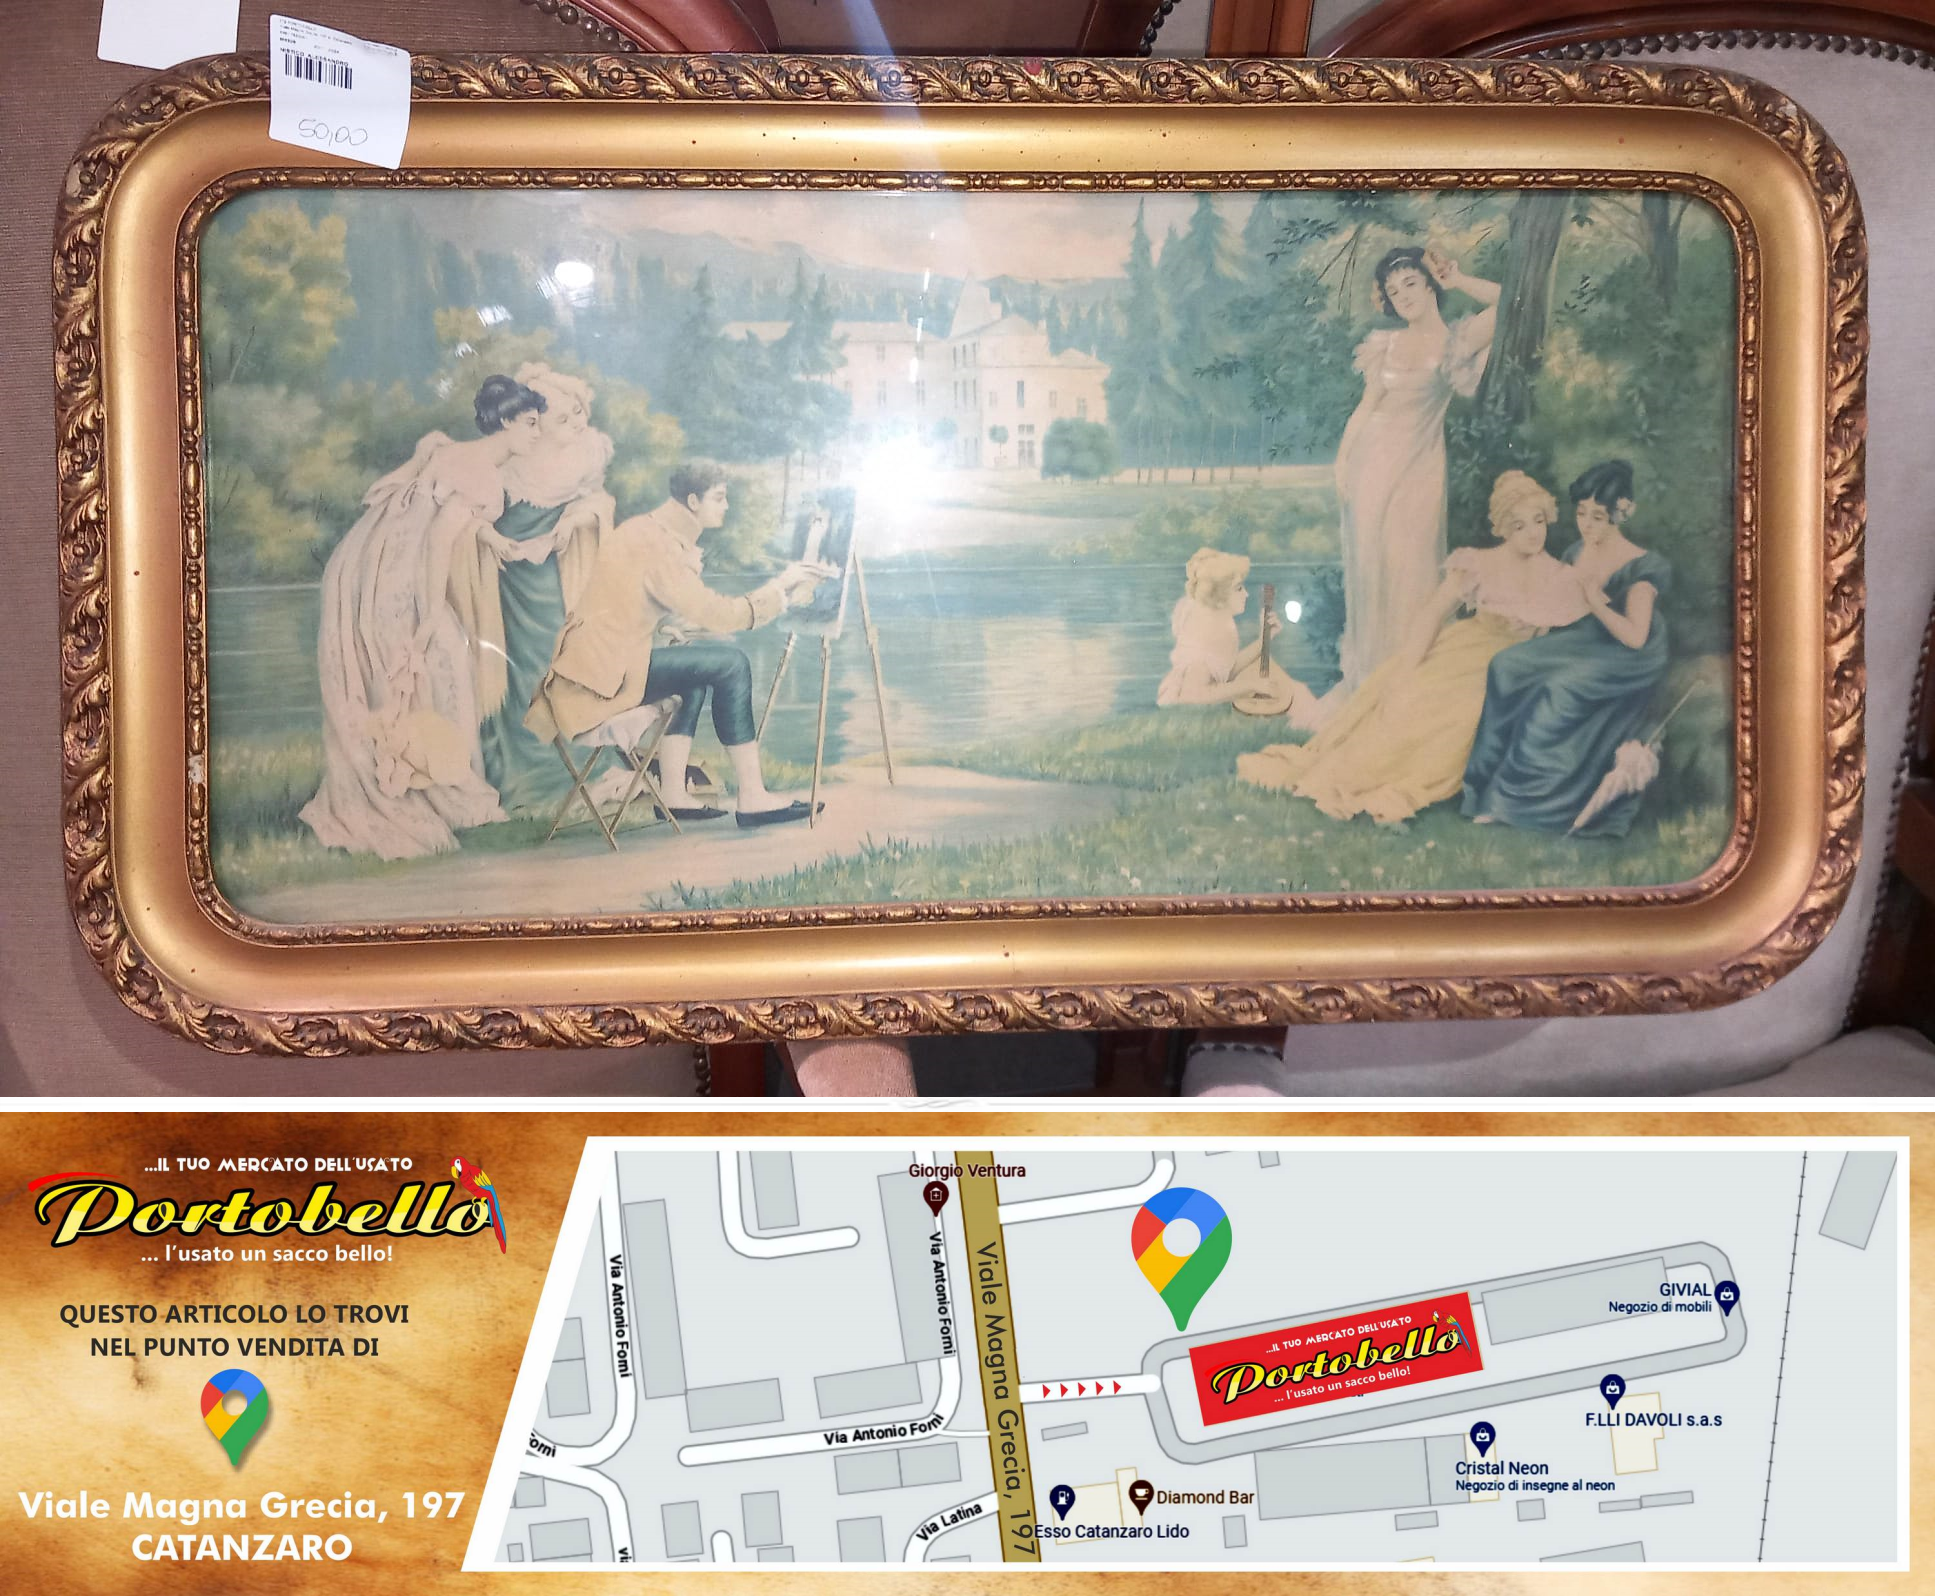 50,00
...IL TUO MERCATO DELL'USATO
Portobello
... l'usato un sacco bello!
QUESTO ARTICOLO LO TROVI
NEL PUNTO VENDITA DI
Viale Magna Grecia, 197
CATANZARO
Giorgio Ventura
Via Antonio Forni
Via Antonio Forni
Viale Magna Grecia, 197
GIVIAL
Negozio di mobili
...IL TUO MERCATO DELL'USATO
Portobello
... l'usato un sacco bello!
F.LLI DAVOLI s.a.s
Via Antonio Forni
Cristal Neon
Negozio di insegne al neon
Diamond Bar
Via Latina
Esso Catanzaro Lido